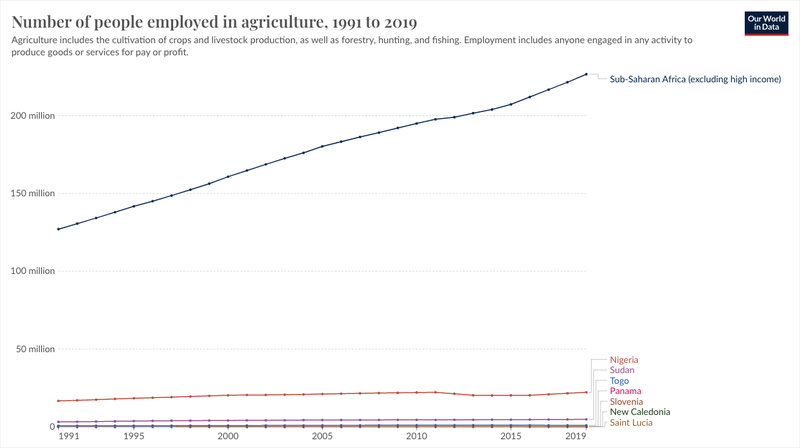 Number of people employed in agriculture, 1991 to 2019
Our World
in Data
Agriculture includes the cultivation of crops and livestock production, as well as forestry, hunting, and fishing. Employment includes anyone engaged in any activity to
produce goods or services for pay or profit.
Sub-Saharan Africa (excluding high income)
200 million
150 million
100 million
50 million
0
Nigeria
Sudan
Togo
Panama
Slovenia
New Caledonia
Saint Lucia
1991 1995 2000 2005 2010 2015 2019